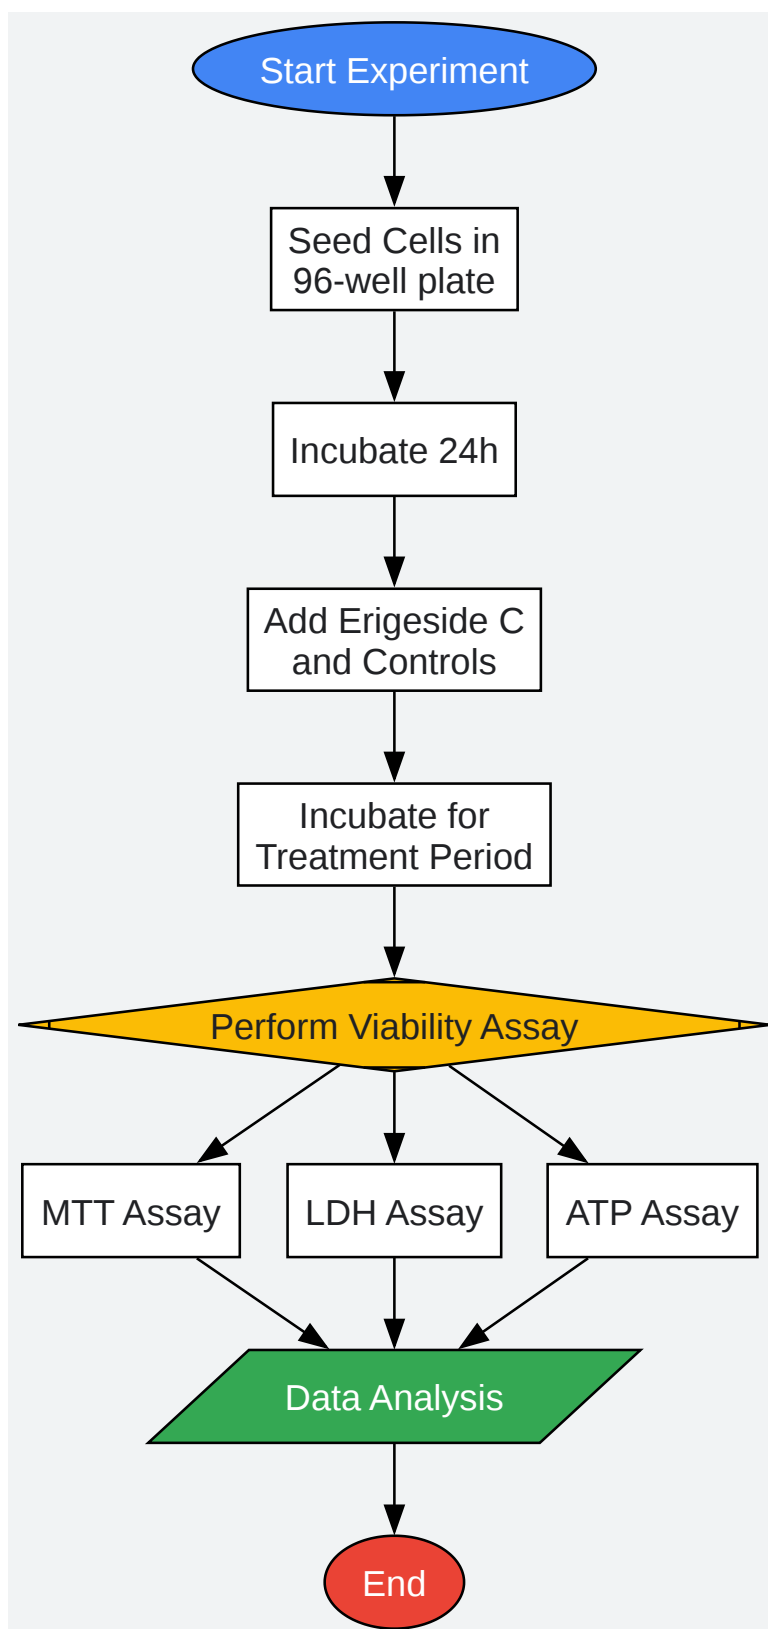 Start Experiment
Seed Cells in
96-well plate
Incubate 24h
Add Erigeside C
and Controls
Incubate for
Treatment Period
Perform Viability Assay
MTT Assay
LDH Assay
ATP Assay
Data Analysis
End